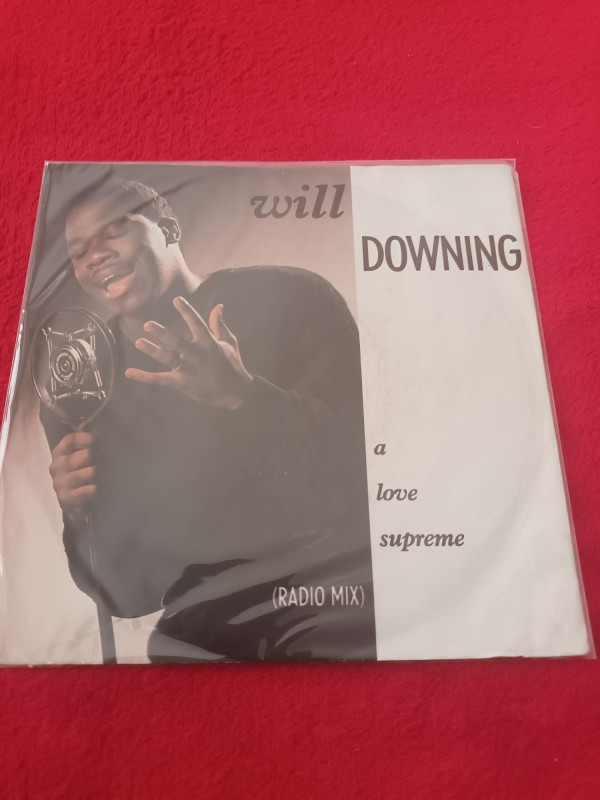 will
DOWNING
a
love
supreme
(RADIO MIX)